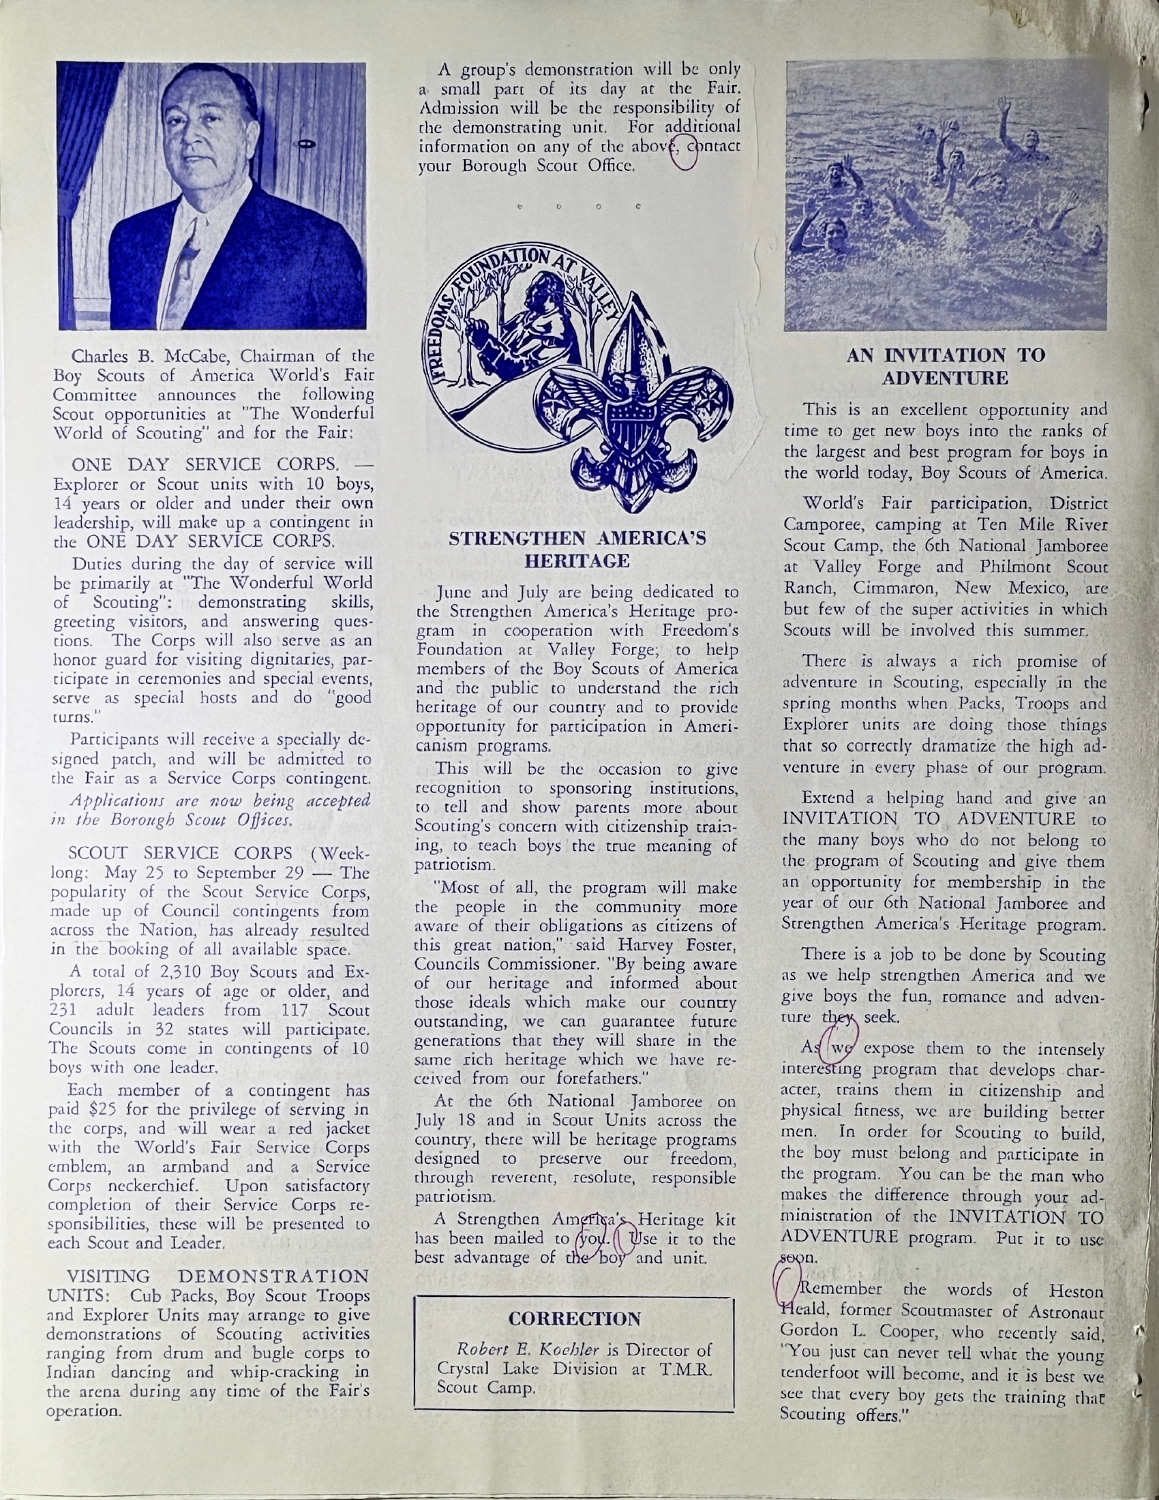 Charles B. McCabe, Chairman of the
Boy Scouts of America World's Fair
Committee announces the following
Scout opportunities at "The Wonderful
World of Scouting" and for the Fair:
ONE DAY SERVICE CORPS. —
Explorer or Scout units with 10 boys,
14 years or older and under their own
leadership, will make up a contingent in
the ONE DAY SERVICE CORPS.
Duties during the day of service will
be primarily at "The Wonderful World
of Scouting": demonstrating skills,
greeting visitors, and answering ques-
tions. The Corps will also serve as an
honor guard for visiting dignitaries, par-
ticipate in ceremonies and special events,
serve as special hosts and do "good
turns."
Participants will receive a specially de-
signed patch, and will be admitted to
the Fair as a Service Corps contingent.
Applications are now being accepted
in the Borough Scout Offices.
SCOUT SERVICE CORPS (Week-
long: May 25 to September 29 — The
popularity of the Scout Service Corps,
made up of Council contingents from
across the Nation, has already resulted
in the booking of all available space.
A total of 2,310 Boy Scouts and Ex-
plorers, 14 years of age or older, and
231 adult leaders from 117 Scout
Councils in 32 states will participate.
The Scouts come in contingents of 10
boys with one leader.
Each member of a contingent has
paid $25 for the privilege of serving in
the corps, and will wear a red jacket
with the World's Fair Service Corps
emblem, an armband and a Service
Corps neckerchief. Upon satisfactory
completion of their Service Corps re-
sponsibilities, these will be presented to
each Scout and Leader.
VISITING DEMONSTRATION
UNITS: Cub Packs, Boy Scout Troops
and Explorer Units may arrange to give
demonstrations of Scouting activities
ranging from drum and bugle corps to
Indian dancing and whip-cracking in
the arena during any time of the Fair's
operation.
A group's demonstration will be only
a small part of its day at the Fair.
Admission will be the responsibility of
the demonstrating unit. For additional
information on any of the above, contact
your Borough Scout Office.
FREEDOMS FOUNDATION AT VALLEY
STRENGTHEN AMERICA'S
HERITAGE
June and July are being dedicated to
the Strengthen America's Heritage pro-
gram in cooperation with Freedom's
Foundation at Valley Forge; to help
members of the Boy Scouts of America
and the public to understand the rich
heritage of our country and to provide
opportunity for participation in Ameri-
canism programs.
This will be the occasion to give
recognition to sponsoring institutions,
to tell and show parents more about
Scouting's concern with citizenship train-
ing, to teach boys the true meaning of
patriotism.
"Most of all, the program will make
the people in the community more
aware of their obligations as citizens of
this great nation," said Harvey Foster,
Councils Commissioner. "By being aware
of our heritage and informed about
those ideals which make our country
outstanding, we can guarantee future
generations that they will share in the
same rich heritage which we have re-
ceived from our forefathers."
At the 6th National Jamboree on
July 18 and in Scout Units across the
country, there will be heritage programs
designed to preserve our freedom,
through reverent, resolute, responsible
patriotism.
A Strengthen America's Heritage kit
has been mailed to you. Use it to the
best advantage of the boy and unit.
CORRECTION
Robert E. Koehler is Director of
Crystal Lake Division at T.M.R.
Scout Camp.
AN INVITATION TO
ADVENTURE
This is an excellent opportunity and
time to get new boys into the ranks of
the largest and best program for boys in
the world today, Boy Scouts of America.
World's Fair participation, District
Camporee, camping at Ten Mile River
Scout Camp, the 6th National Jamboree
at Valley Forge and Philmont Scout
Ranch, Cimmaron, New Mexico, are
but few of the super activities in which
Scouts will be involved this summer.
There is always a rich promise of
adventure in Scouting, especially in the
spring months when Packs, Troops and
Explorer units are doing those things
that so correctly dramatize the high ad-
venture in every phase of our program.
Extend a helping hand and give an
INVITATION TO ADVENTURE to
the many boys who do not belong to
the program of Scouting and give them
an opportunity for membership in the
year of our 6th National Jamboree and
Strengthen America's Heritage program.
There is a job to be done by Scouting
as we help strengthen America and we
give boys the fun, romance and adven-
ture they seek.
As we expose them to the intensely
interesting program that develops char-
acter, trains them in citizenship and
physical fitness, we are building better
men. In order for Scouting to build,
the boy must belong and participate in
the program. You can be the man who
makes the difference through your ad-
ministration of the INVITATION TO
ADVENTURE program. Put it to use
soon.
Remember the words of Heston
Heald, former Scoutmaster of Astronaut
Gordon L. Cooper, who recently said,
"You just can never tell what the young
tenderfoot will become, and it is best we
see that every boy gets the training that
Scouting offers."